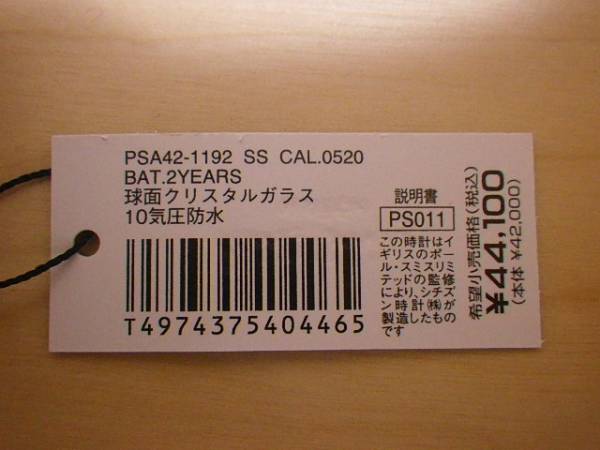 PSA42-1192 SS CAL.0520
BAT.2YEARS
球面クリスタルガラス
10気圧防水
T4974375404465
説明書
PS011
この時計はイ
ギリスのポー
ル・スミスリミ
テッドの監修
により、シチズ
ン時計㈱が
製造したもの
です
希望小売価格(税込)
¥44,100
(本体 ¥42,000)